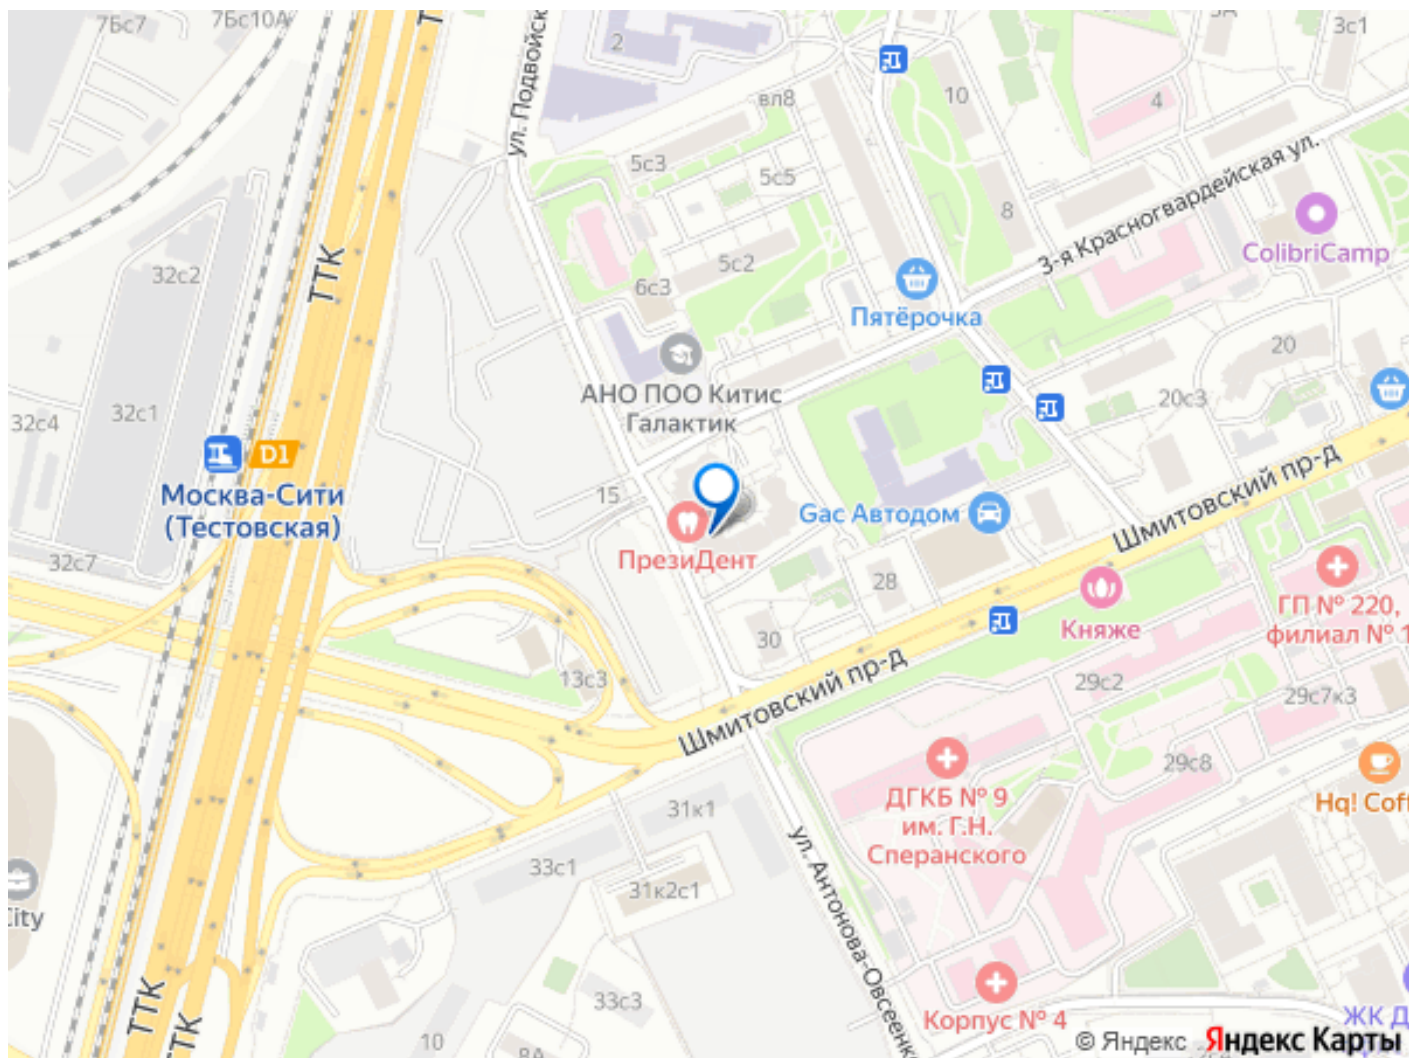 7Бс7
7Бс10А
ТТК
ул. Подвойск
2
вл8
10
4
3с1
3-я Красногвардейская ул.
5с3
5с5
8
5с2
6с3
32с2
ТТК
ColibriCamp
Пятёрочка
АНО ПОО Китис
Галактик
20
20с3
32с4
32с1
D1
Москва-Сити
(Тестовская)
15
ПрезиДент
Gac Автодом
Шмитовский пр-д
32с7
28
ГП № 220,
филиал № 1
Княже
30
13с3
Шмитовский пр-д
29с2
29с7к3
29с8
ДГКБ № 9
им. Г.Н.
Сперанского
Hq! Coff
31к1
33с1
31к2с1
ул. Антонова-Овсеенк
City
33с3
ТТК
ТТК
10
8А
Корпус № 4
ЖК Д
© Яндекс Яндекс Карты